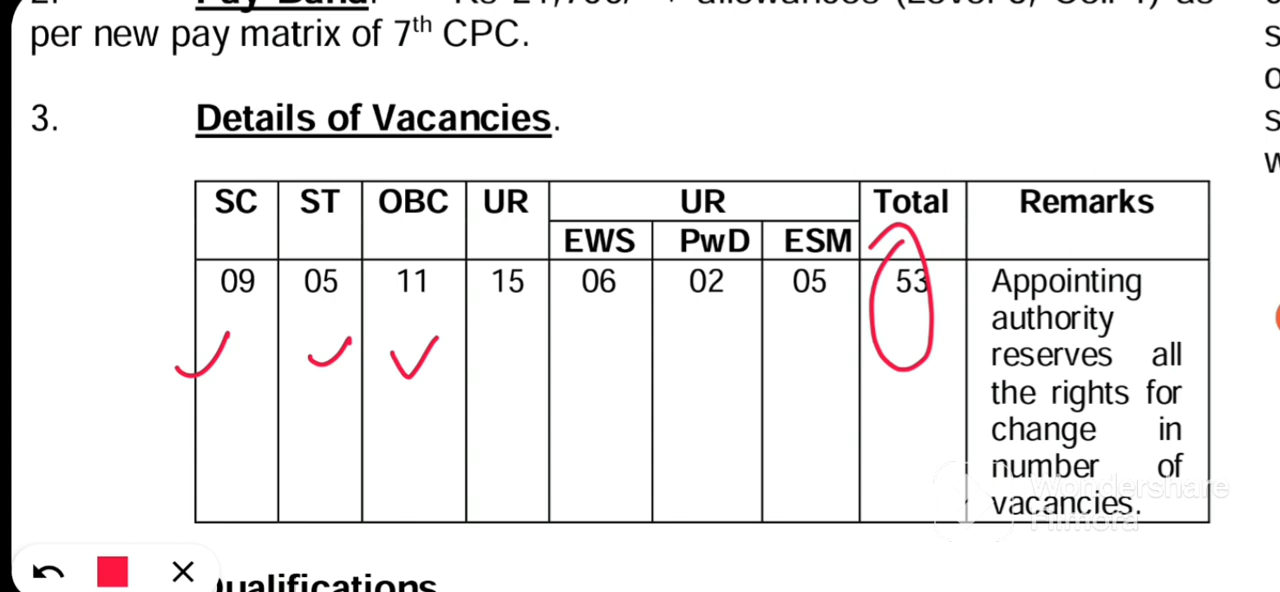 per new pay matrix of 7th CPC.
3. Details of Vacancies.
SC ST OBC UR UR Total Remarks
EWS PwD ESM
09 05 11 15 06 02 05 53 Appointing
authority
reserves all
the rights for
change in
number of
vacancies.
Wondershare
Filmora